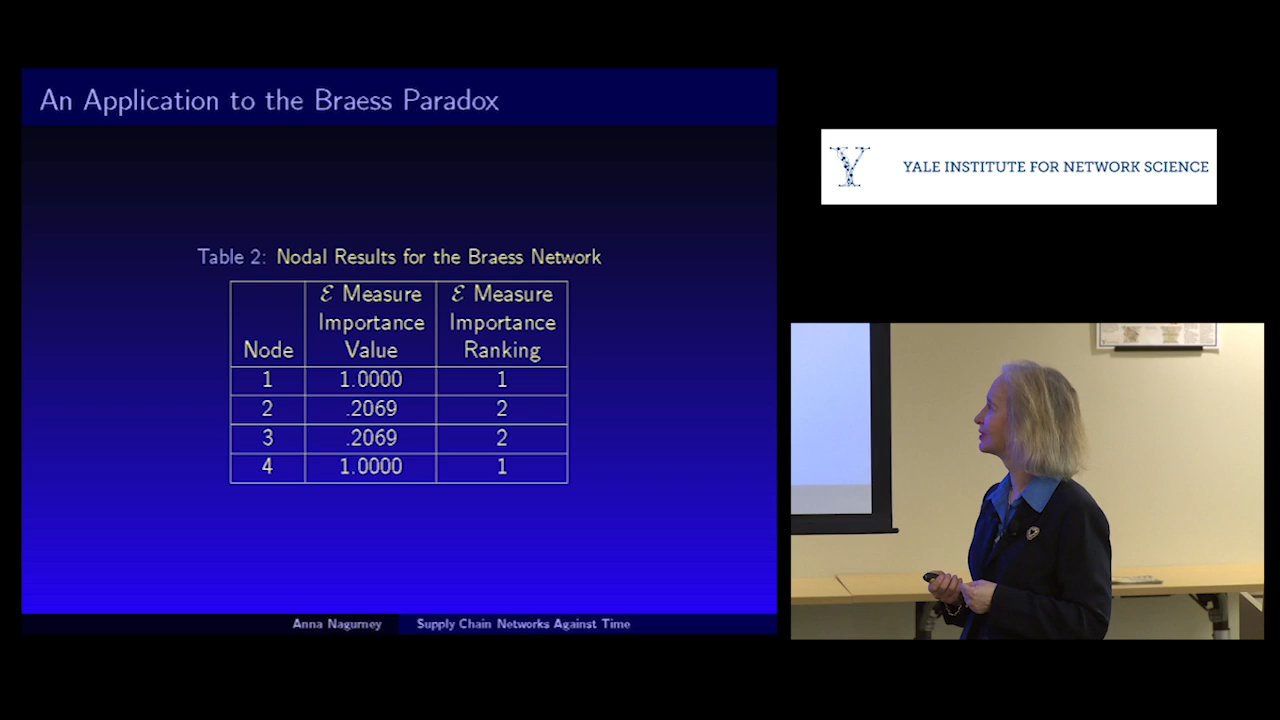 An Application to the Braess Paradox
Table 2: Nodal Results for the Braess Network
Node | ℰ Measure Importance Value | ℰ Measure Importance Ranking
1 | 1.0000 | 1
2 | .2069 | 2
3 | .2069 | 2
4 | 1.0000 | 1
Anna Nagurney Supply Chain Networks Against Time
YALE INSTITUTE FOR NETWORK SCIENCE